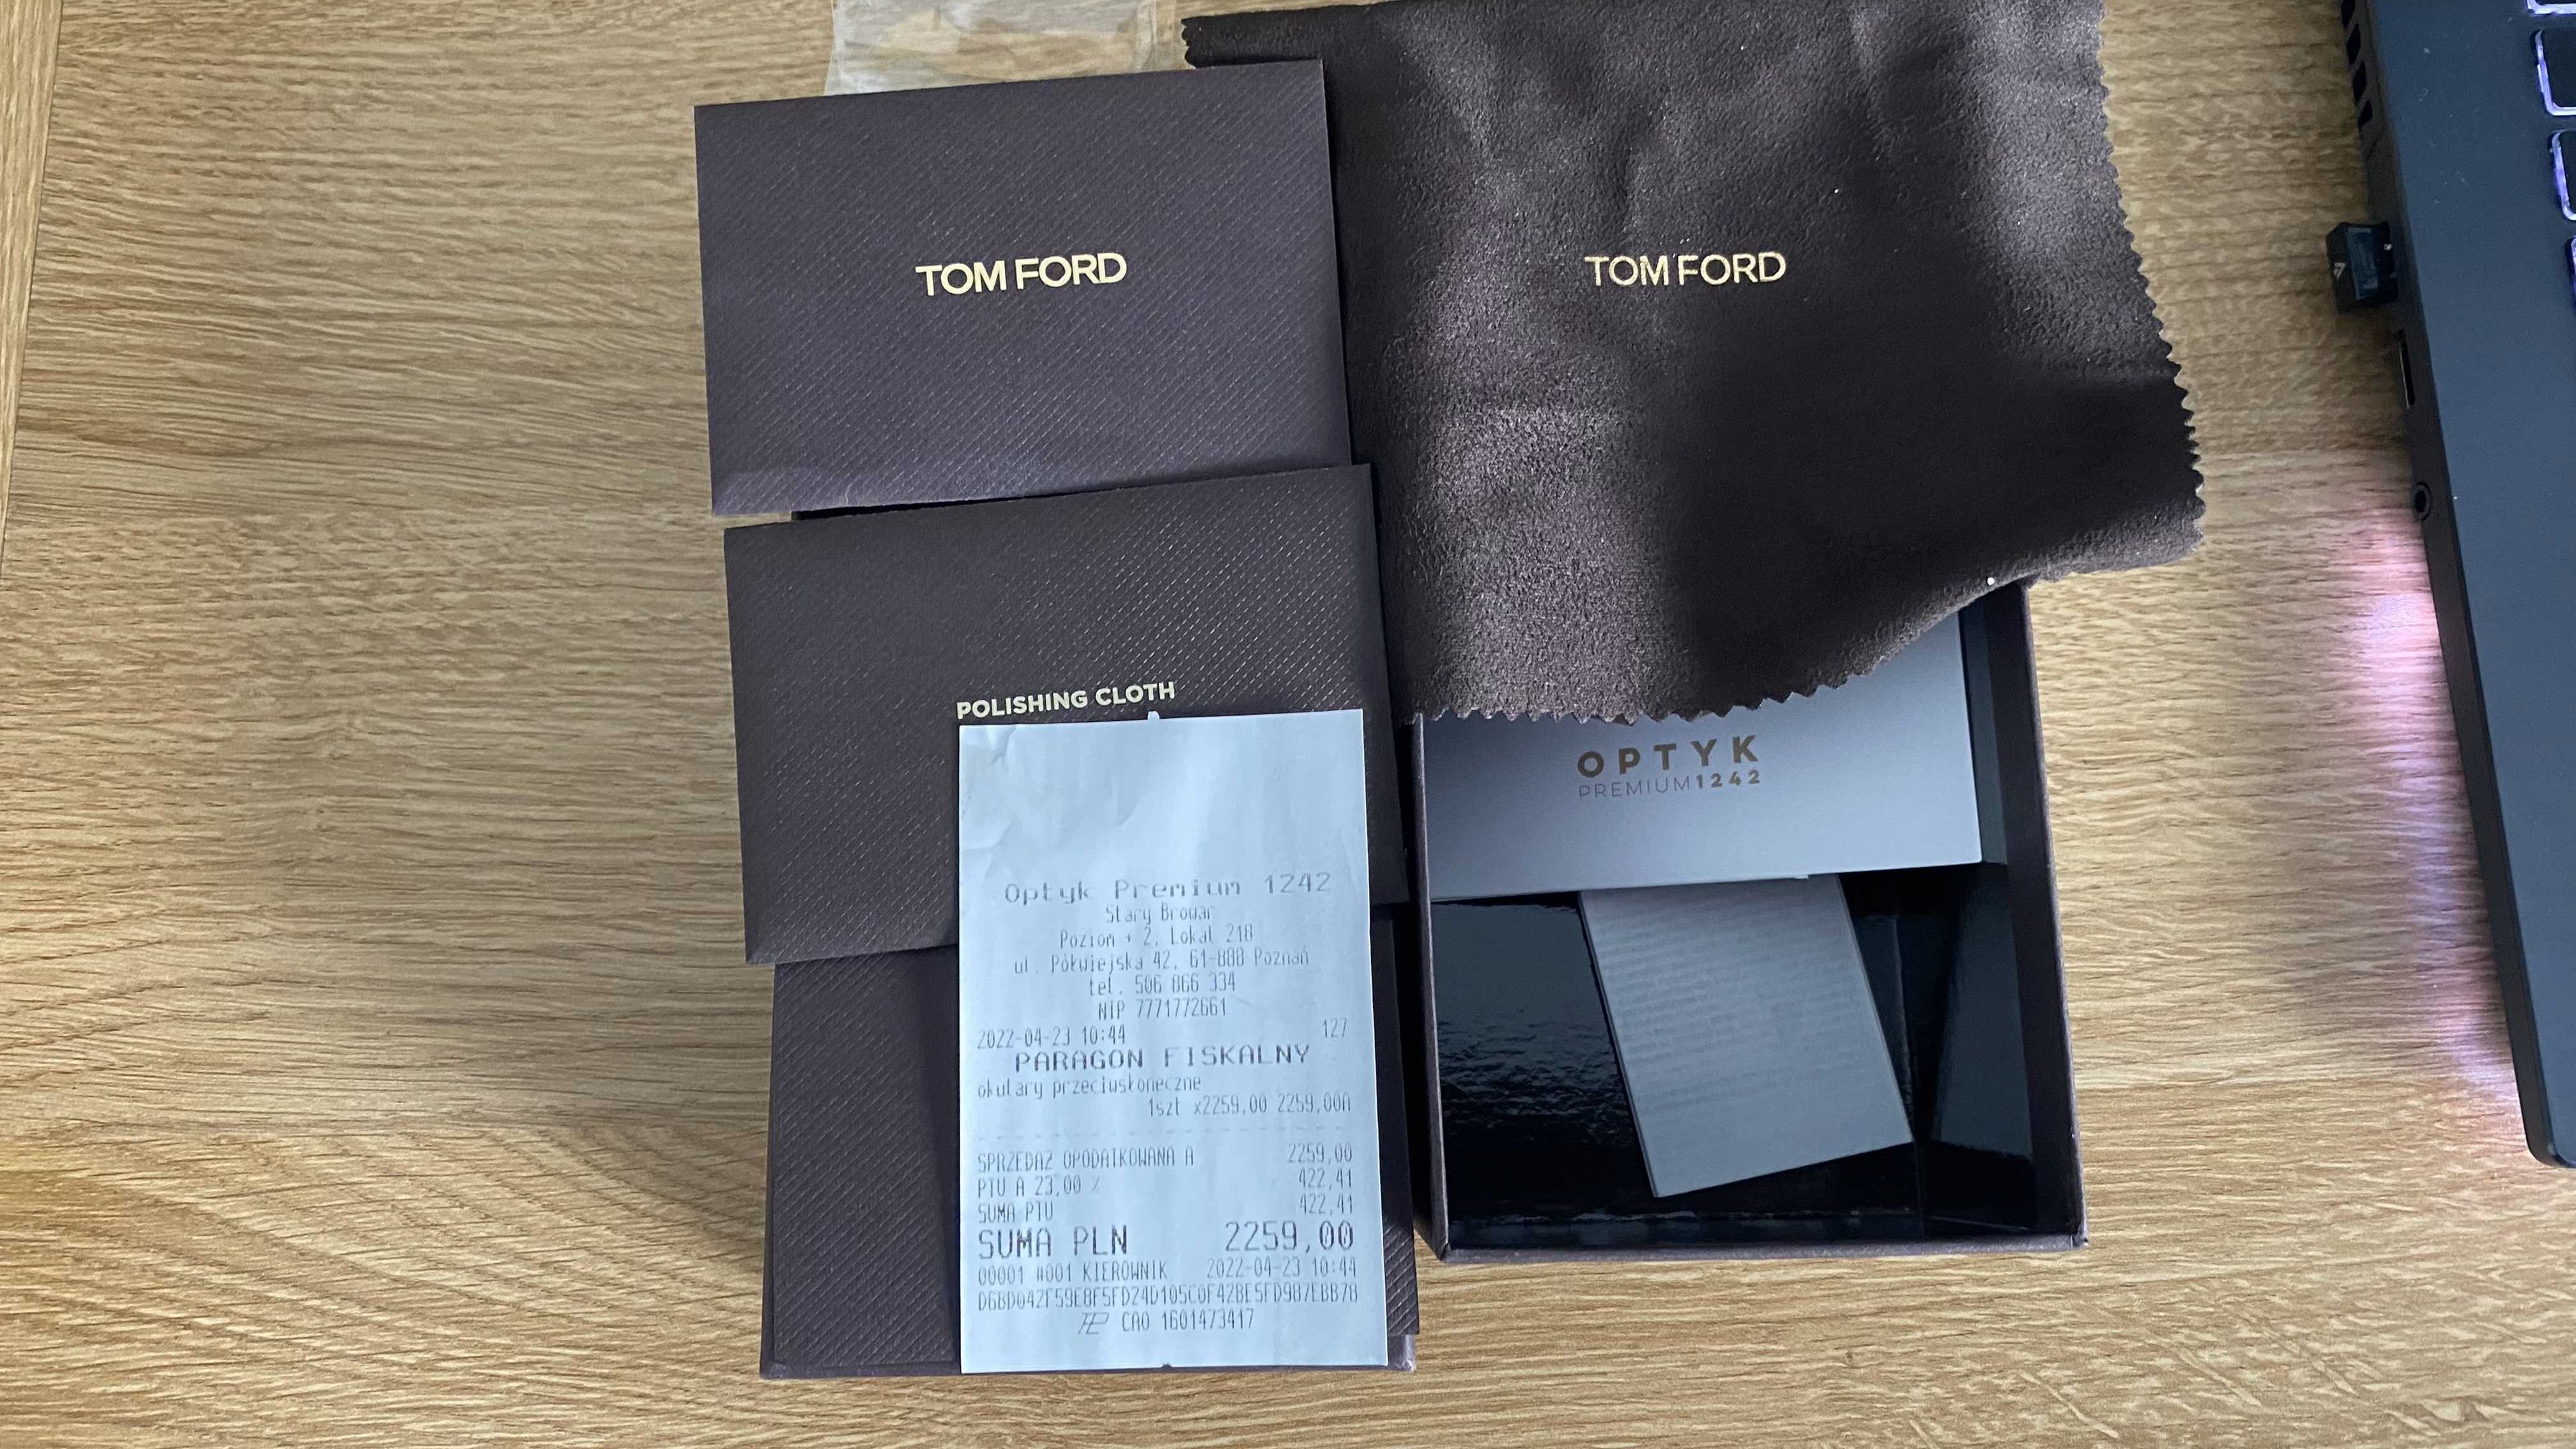 TOM FORD
TOM FORD
POLISHING CLOTH
OPTYK
PREMIUM1242
Optyk Premium 1242
Stary Browar
Poziom + 2, Lokal 218
ul. Półwiejska 42, 61-888 Poznań
tel. 506 866 334
NIP 7771772661
2022-04-23 10:44 127
PARAGON FISKALNY
okulary przeciwsłoneczne
1szt x2259,00 2259,00A
SPRZEDAŻ OPODATKOWANA A 2259,00
PTU A 23,00 % 422,41
SUMA PTU 422,41
SUMA PLN 2259,00
00001 #001 KIEROWNIK 2022-04-23 10:44
CAO 1601473417